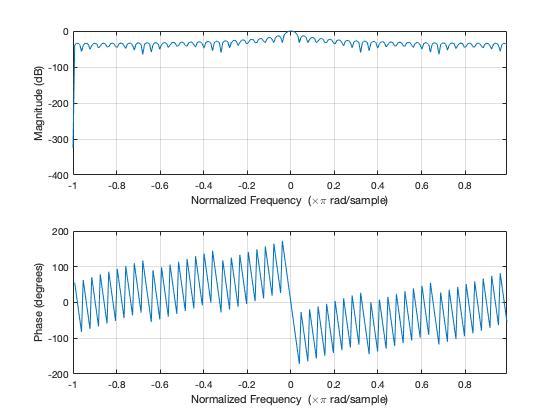 0
-100
-200
-300
-400
Magnitude (dB)
-1 -0.8 -0.6 -0.4 -0.2 0 0.2 0.4 0.6 0.8
Normalized Frequency (×π rad/sample)
200
100
0
-100
-200
Phase (degrees)
-1 -0.8 -0.6 -0.4 -0.2 0 0.2 0.4 0.6 0.8
Normalized Frequency (×π rad/sample)